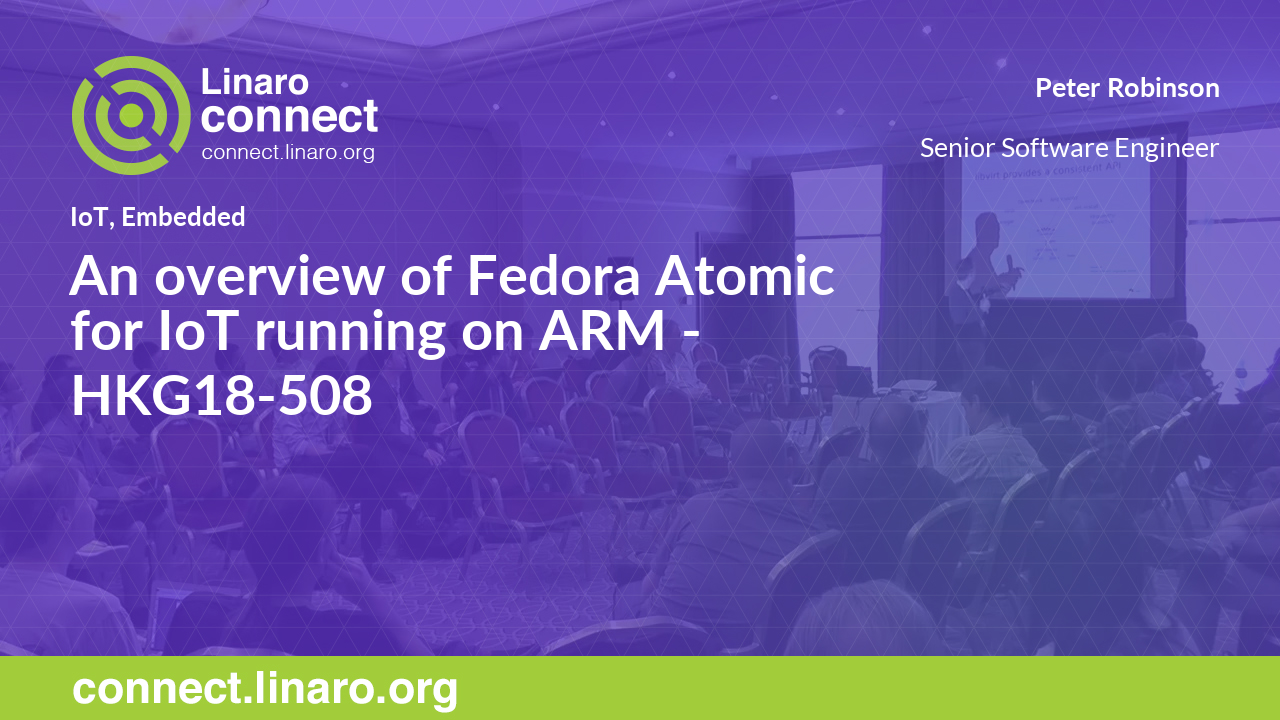 Linaro
connect
connect.linaro.org
Peter Robinson
Senior Software Engineer
IoT, Embedded
An overview of Fedora Atomic
for IoT running on ARM -
HKG18-508
connect.linaro.org